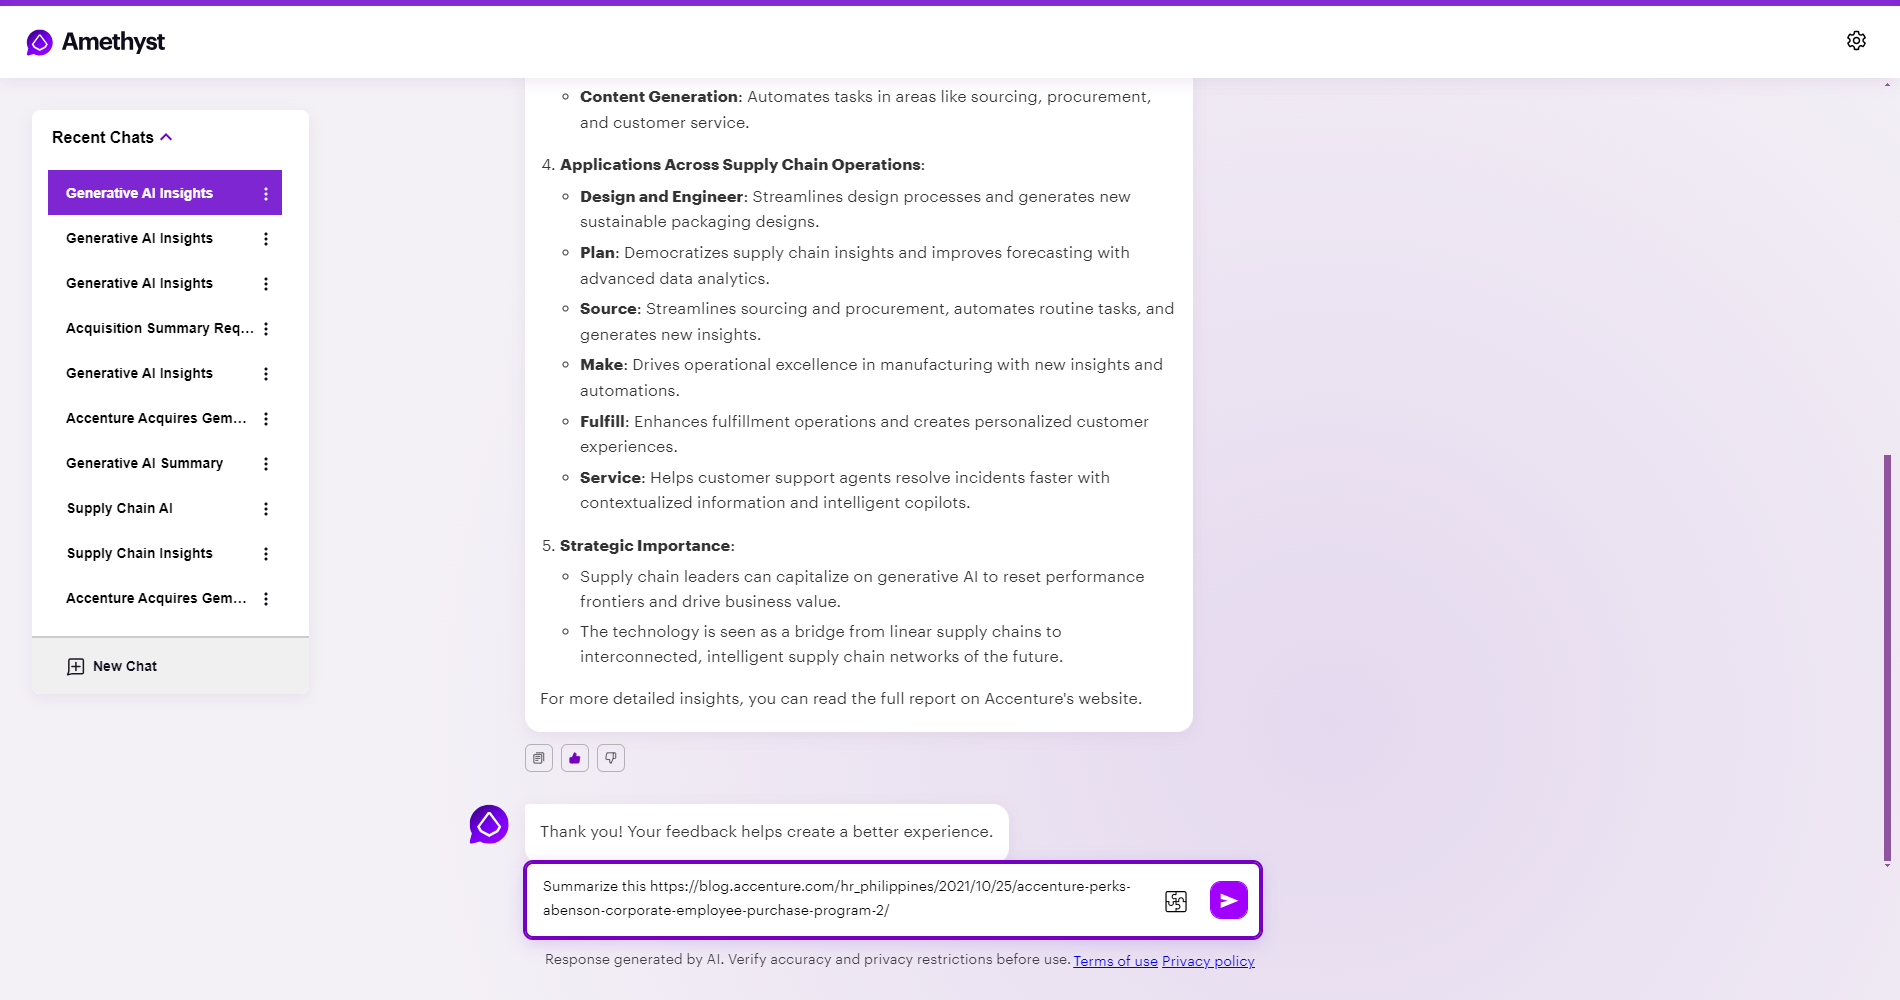 Amethyst
Recent Chats
Generative AI Insights
Generative AI Insights
Generative AI Insights
Acquisition Summary Req...
Generative AI Insights
Accenture Acquires Gem...
Generative AI Summary
Supply Chain AI
Supply Chain Insights
Accenture Acquires Gem...
New Chat
Content Generation: Automates tasks in areas like sourcing, procurement,
and customer service.
4. Applications Across Supply Chain Operations:
Design and Engineer: Streamlines design processes and generates new
sustainable packaging designs.
Plan: Democratizes supply chain insights and improves forecasting with
advanced data analytics.
Source: Streamlines sourcing and procurement, automates routine tasks, and
generates new insights.
Make: Drives operational excellence in manufacturing with new insights and
automations.
Fulfill: Enhances fulfillment operations and creates personalized customer
experiences.
Service: Helps customer support agents resolve incidents faster with
contextualized information and intelligent copilots.
5. Strategic Importance:
Supply chain leaders can capitalize on generative AI to reset performance
frontiers and drive business value.
The technology is seen as a bridge from linear supply chains to
interconnected, intelligent supply chain networks of the future.
For more detailed insights, you can read the full report on Accenture's website.
Thank you! Your feedback helps create a better experience.
Summarize this https://blog.accenture.com/hr_philippines/2021/10/25/accenture-perks-
abenson-corporate-employee-purchase-program-2/
Response generated by AI. Verify accuracy and privacy restrictions before use. Terms of use Privacy policy